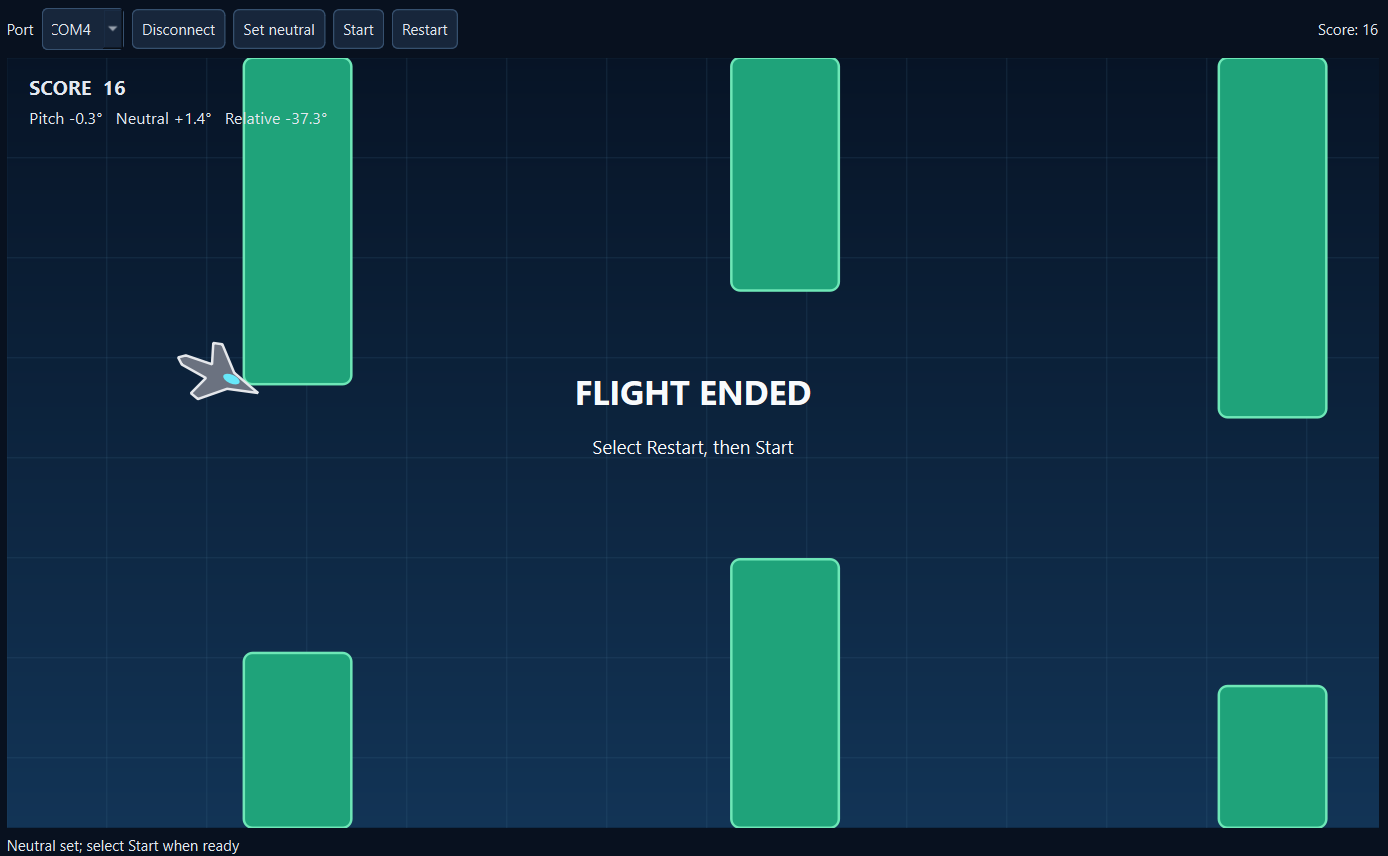 Port COM4 Disconnect Set neutral Start Restart Score: 16
SCORE 16
Pitch -0.3° Neutral +1.4° Relative -37.3°
FLIGHT ENDED
Select Restart, then Start
Neutral set; select Start when ready